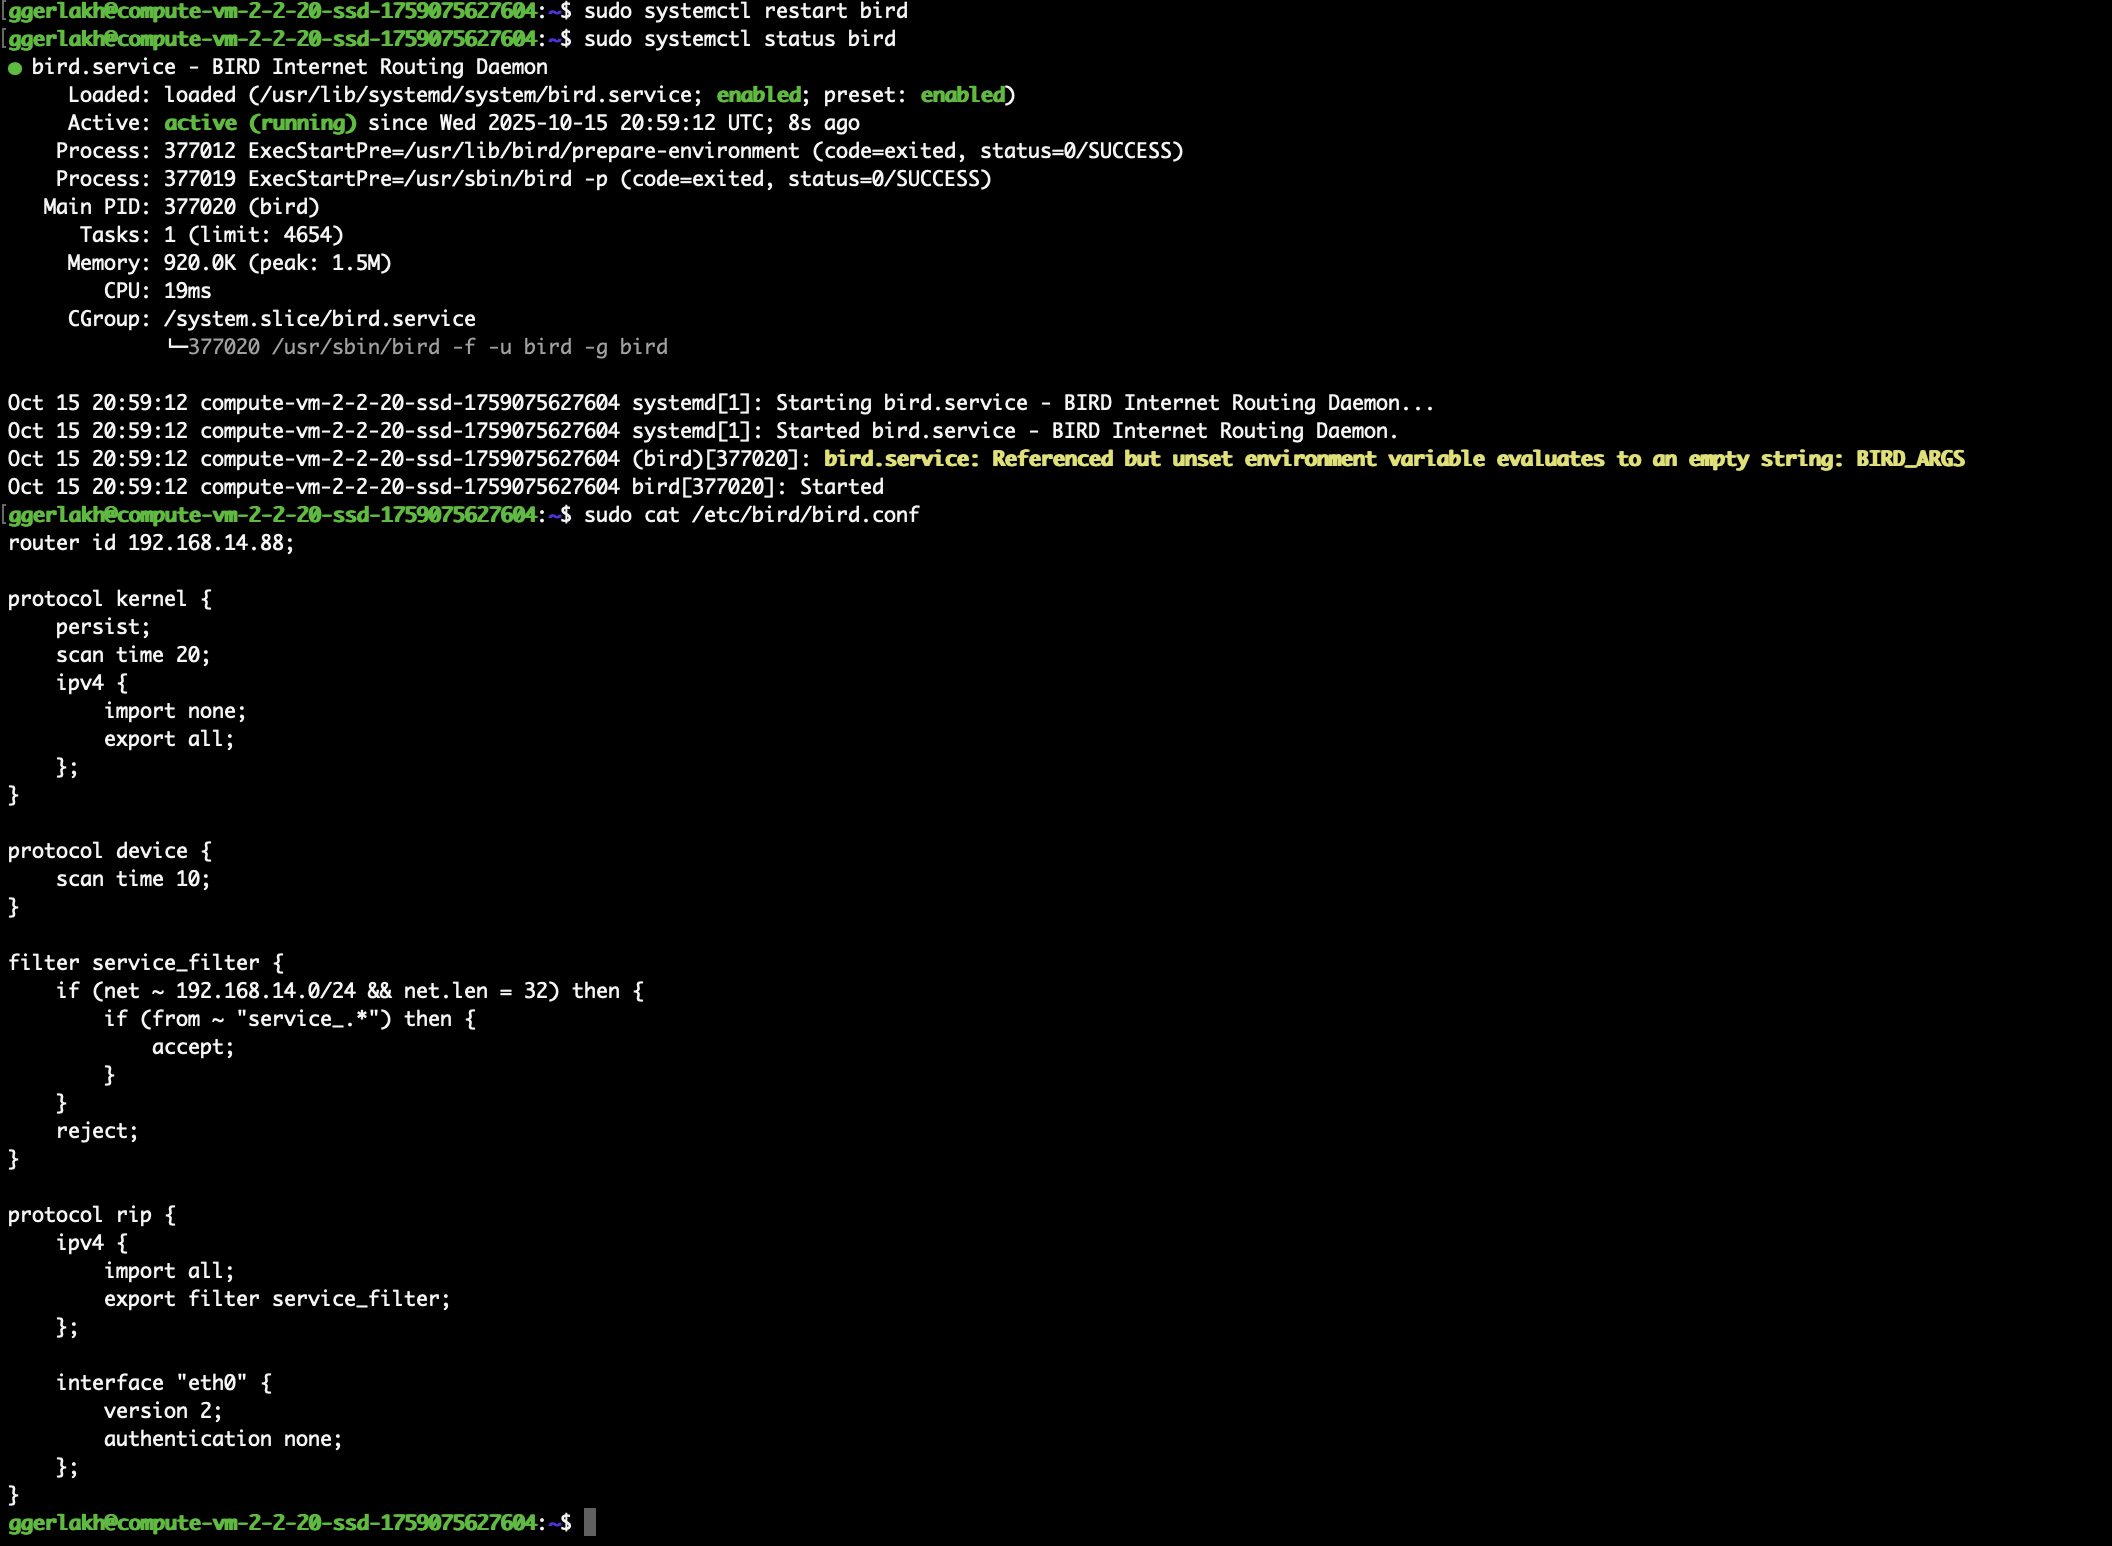 ggerlakh@compute-vm-2-2-20-ssd-1759075627604:~$ sudo systemctl restart bird
[ggerlakh@compute-vm-2-2-20-ssd-1759075627604:~$ sudo systemctl status bird
● bird.service - BIRD Internet Routing Daemon
     Loaded: loaded (/usr/lib/systemd/system/bird.service; enabled; preset: enabled)
     Active: active (running) since Wed 2025-10-15 20:59:12 UTC; 8s ago
    Process: 377012 ExecStartPre=/usr/lib/bird/prepare-environment (code=exited, status=0/SUCCESS)
    Process: 377019 ExecStartPre=/usr/sbin/bird -p (code=exited, status=0/SUCCESS)
   Main PID: 377020 (bird)
      Tasks: 1 (limit: 4654)
     Memory: 920.0K (peak: 1.5M)
        CPU: 19ms
     CGroup: /system.slice/bird.service
             └─377020 /usr/sbin/bird -f -u bird -g bird

Oct 15 20:59:12 compute-vm-2-2-20-ssd-1759075627604 systemd[1]: Starting bird.service - BIRD Internet Routing Daemon...
Oct 15 20:59:12 compute-vm-2-2-20-ssd-1759075627604 systemd[1]: Started bird.service - BIRD Internet Routing Daemon.
Oct 15 20:59:12 compute-vm-2-2-20-ssd-1759075627604 (bird)[377020]: bird.service: Referenced but unset environment variable evaluates to an empty string: BIRD_ARGS
Oct 15 20:59:12 compute-vm-2-2-20-ssd-1759075627604 bird[377020]: Started
[ggerlakh@compute-vm-2-2-20-ssd-1759075627604:~$ sudo cat /etc/bird/bird.conf
router id 192.168.14.88;

protocol kernel {
    persist;
    scan time 20;
    ipv4 {
        import none;
        export all;
    };
}

protocol device {
    scan time 10;
}

filter service_filter {
    if (net ~ 192.168.14.0/24 && net.len = 32) then {
        if (from ~ "service_.*") then {
            accept;
        }
    }
    reject;
}

protocol rip {
    ipv4 {
        import all;
        export filter service_filter;
    };

    interface "eth0" {
        version 2;
        authentication none;
    };
}
ggerlakh@compute-vm-2-2-20-ssd-1759075627604:~$